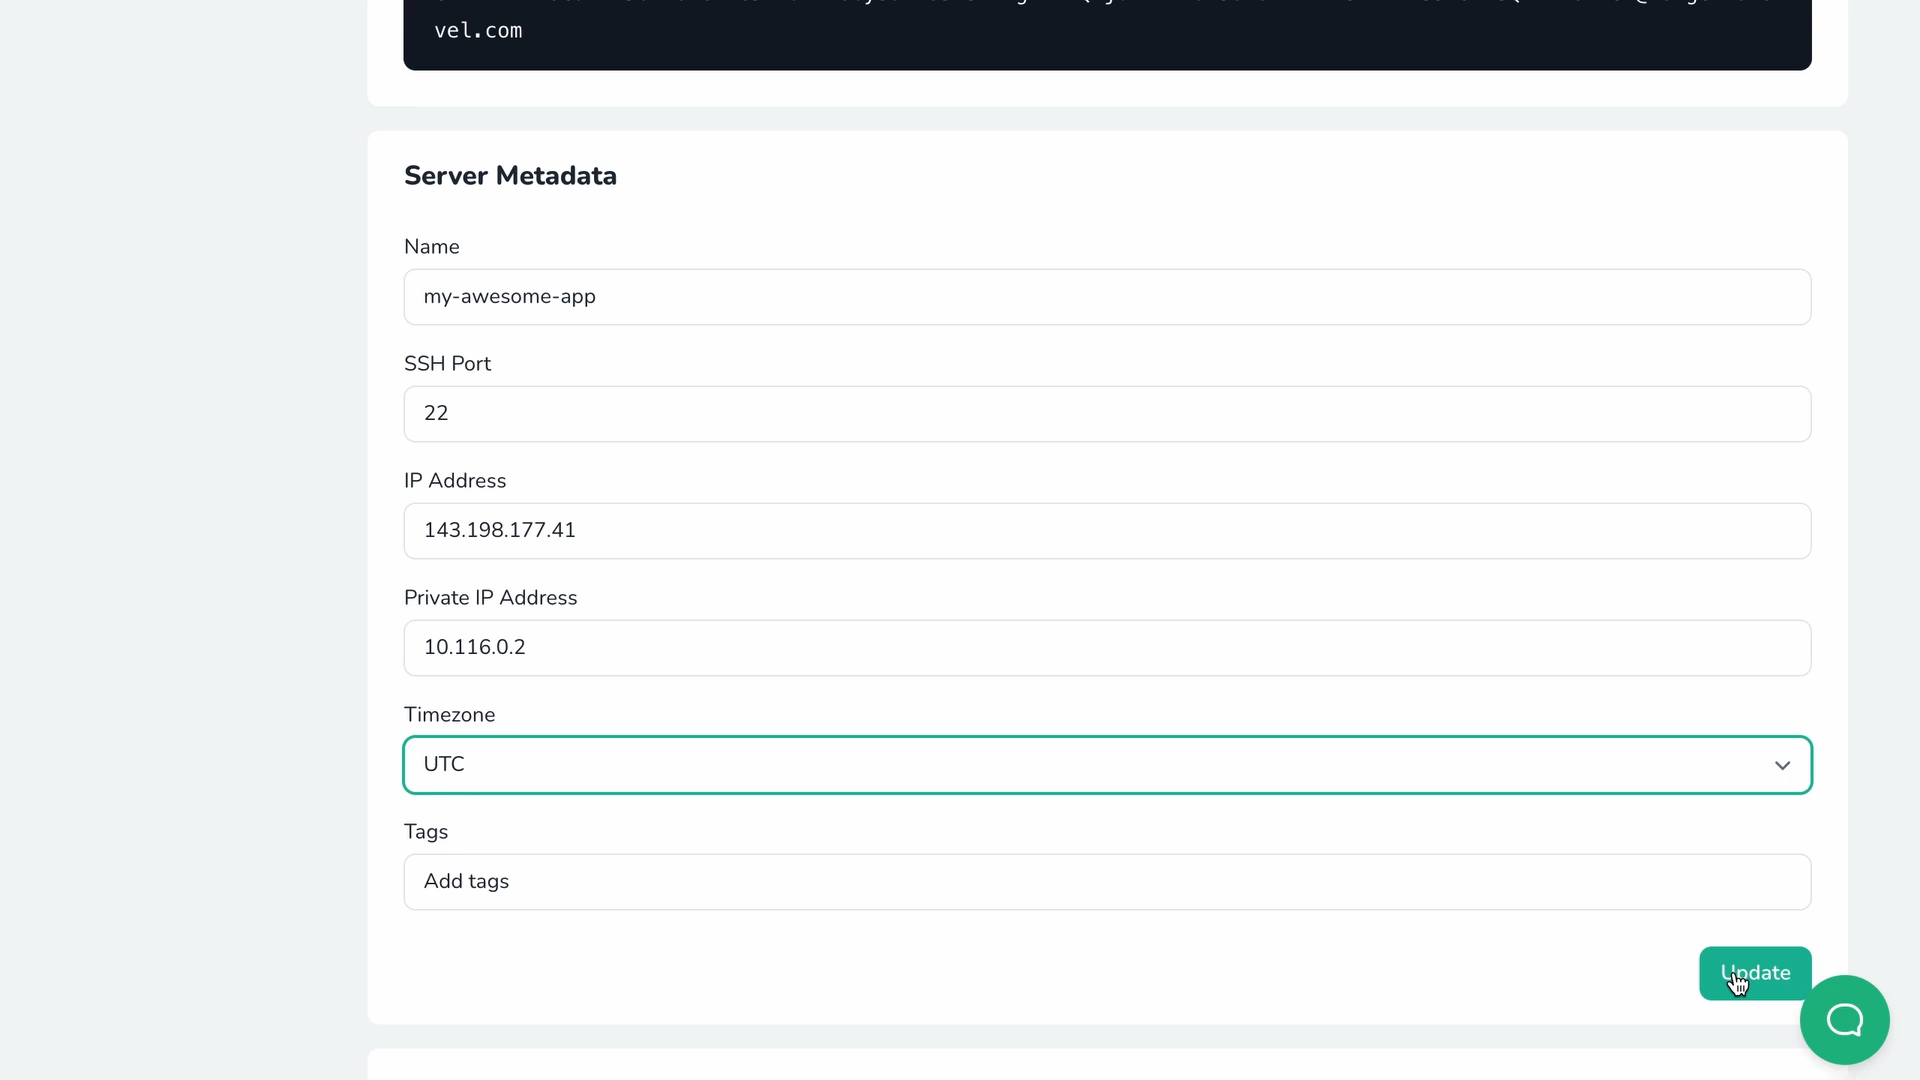 vel.com
Server Metadata
Name
my-awesome-app
SSH Port
22
IP Address
143.198.177.41
Private IP Address
10.116.0.2
Timezone
UTC
Tags
Add tags
Update